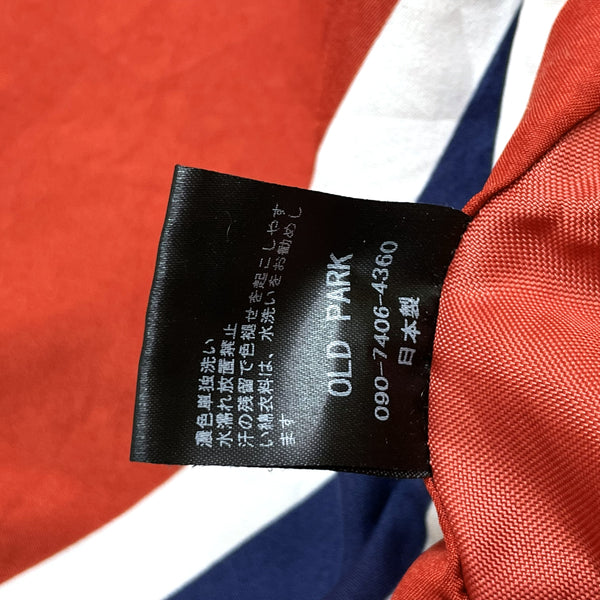 濃色単独洗い
水濡れ放置禁止
汗の残留で色褪せを起こしやす
い綿衣料は、水洗いをお勧めし
ます
OLD PARK
090-7406-4360
日本製